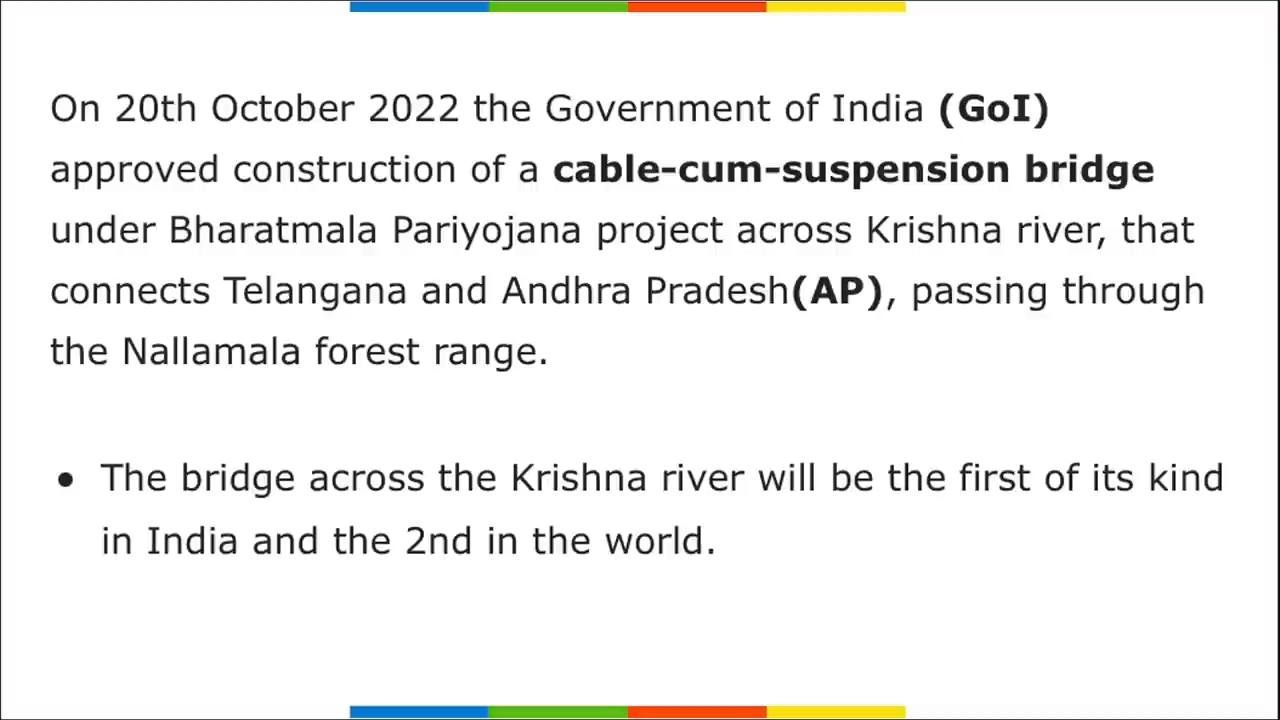 On 20th October 2022 the Government of India (GoI)
approved construction of a cable-cum-suspension bridge
under Bharatmala Pariyojana project across Krishna river, that
connects Telangana and Andhra Pradesh(AP), passing through
the Nallamala forest range.
● The bridge across the Krishna river will be the first of its kind
in India and the 2nd in the world.